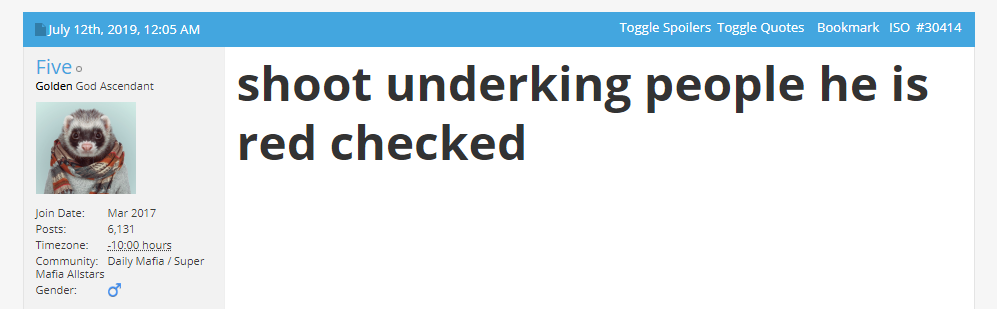 July 12th, 2019, 12:05 AM
Toggle Spoilers Toggle Quotes Bookmark ISO #30414
Five
Golden God Ascendant
Join Date: Mar 2017
Posts: 6,131
Timezone: -10:00 hours
Community: Daily Mafia / Super
Mafia Allstars
Gender:
shoot underking people he is
red checked